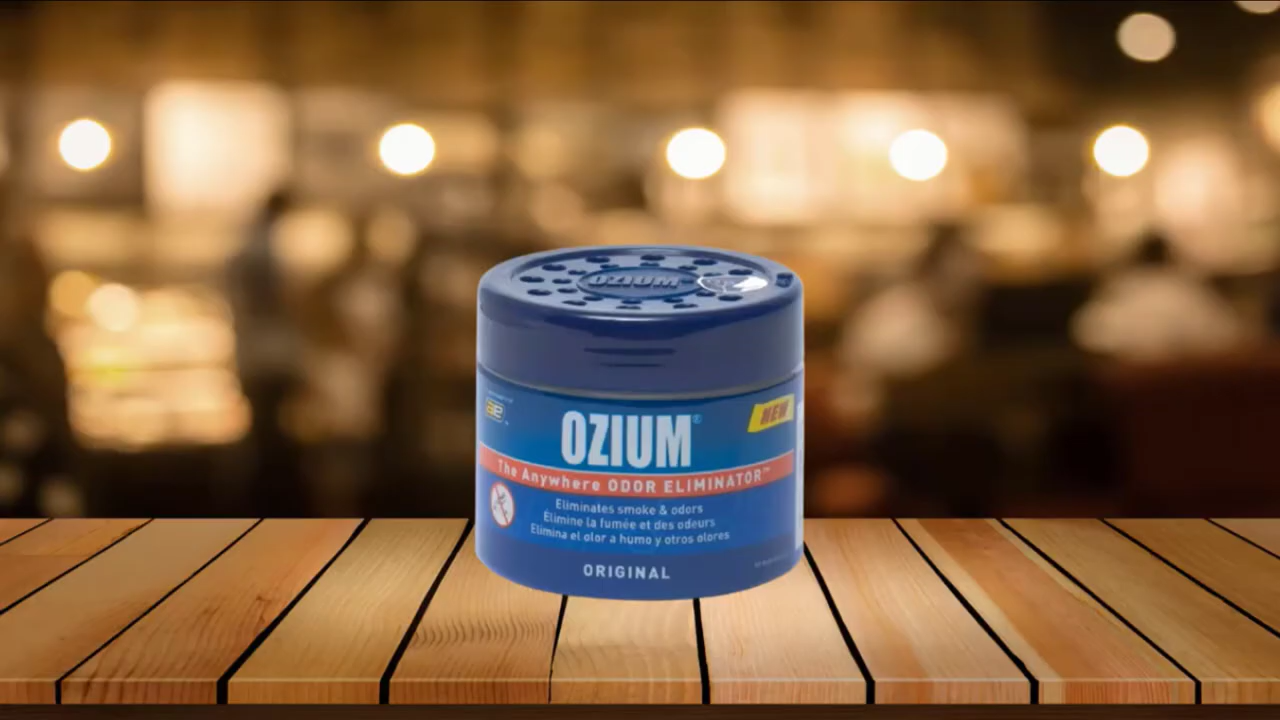 OZIUM
ae
OZIUM®
NEW
The Anywhere ODOR ELIMINATOR™
Eliminates smoke & odors
Élimine la fumée et des odeurs
Elimina el olor a humo y otros olores
ORIGINAL